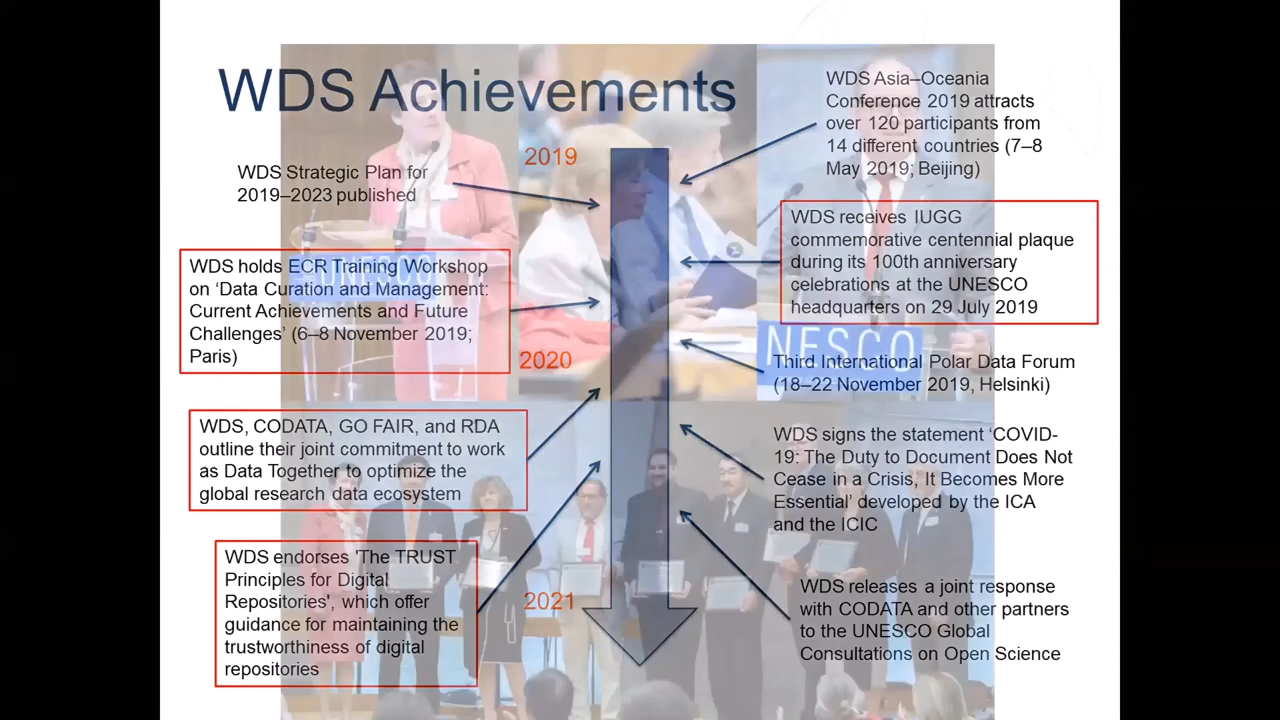 WDS Achievements
2019
WDS Strategic Plan for
2019–2023 published
WDS holds ECR Training Workshop
on ‘Data Curation and Management:
Current Achievements and Future
Challenges’ (6–8 November 2019;
Paris)
2020
WDS, CODATA, GO FAIR, and RDA
outline their joint commitment to work
as Data Together to optimize the
global research data ecosystem
WDS endorses 'The TRUST
Principles for Digital
Repositories', which offer
guidance for maintaining the
trustworthiness of digital
repositories
2021
WDS Asia–Oceania
Conference 2019 attracts
over 120 participants from
14 different countries (7–8
May 2019; Beijing)
WDS receives IUGG
commemorative centennial plaque
during its 100th anniversary
celebrations at the UNESCO
headquarters on 29 July 2019
Third International Polar Data Forum
(18–22 November 2019, Helsinki)
WDS signs the statement ‘COVID-
19: The Duty to Document Does Not
Cease in a Crisis, It Becomes More
Essential’ developed by the ICA
and the ICIC
WDS releases a joint response
with CODATA and other partners
to the UNESCO Global
Consultations on Open Science
UNESCO
NESCO